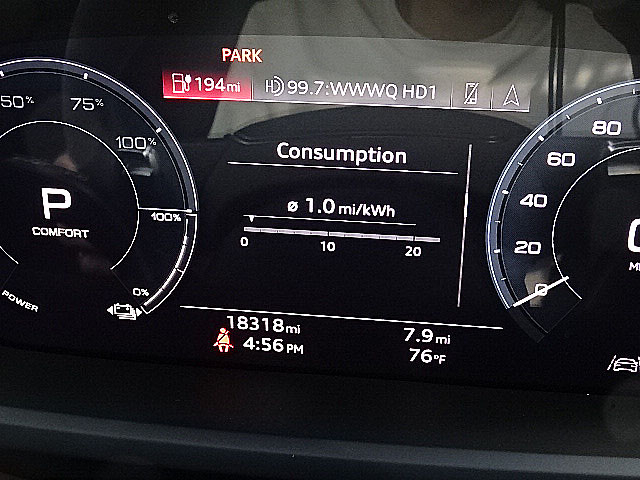 PARK
194mi
HD 99.7:WWWQ HD1
50%
75%
100%
P
COMFORT
100%
0%
POWER
Consumption
ø 1.0 mi/kWh
0 10 20
18318mi
4:56 PM
7.9 mi
76°F
80
60
40
20
0